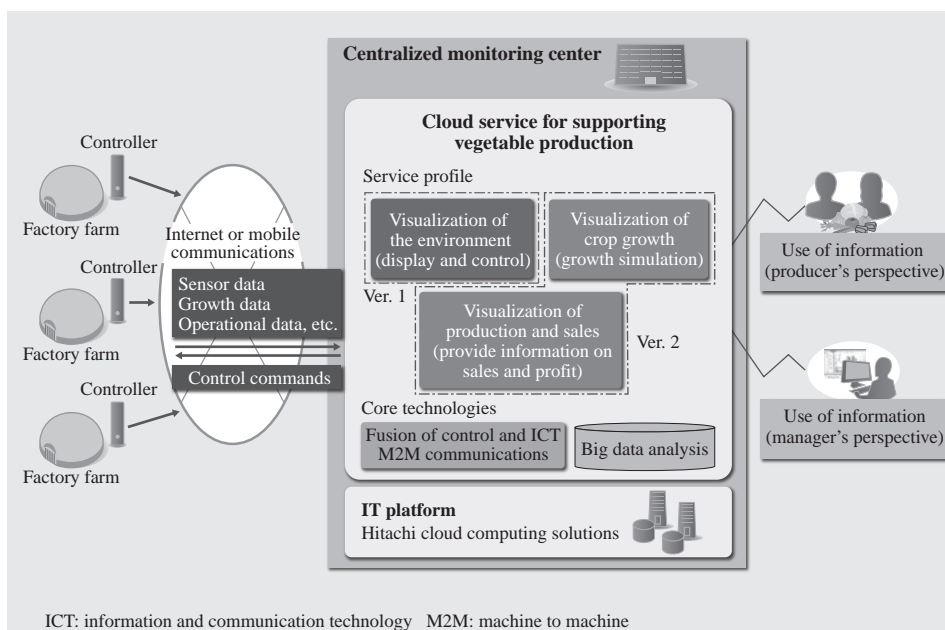 Centralized monitoring center
Cloud service for supporting
vegetable production
Controller
Factory farm
Controller
Factory farm
Controller
Factory farm
Internet or mobile
communications
Sensor data
Growth data
Operational data, etc.
Control commands
Service profile
Visualization of
the environment
(display and control)
Visualization of
crop growth
(growth simulation)
Ver. 1
Visualization of
production and sales
(provide information on
sales and profit)
Ver. 2
Core technologies
Fusion of control and ICT
M2M communications
Big data analysis
IT platform
Hitachi cloud computing solutions
Use of information
(producer’s perspective)
Use of information
(manager’s perspective)
ICT: information and communication technology M2M: machine to machine